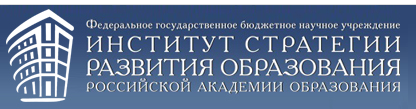 Федеральное государственное бюджетное научное учреждение
ИНСТИТУТ СТРАТЕГИИ
РАЗВИТИЯ ОБРАЗОВАНИЯ
РОССИЙСКОЙ АКАДЕМИИ ОБРАЗОВАНИЯ